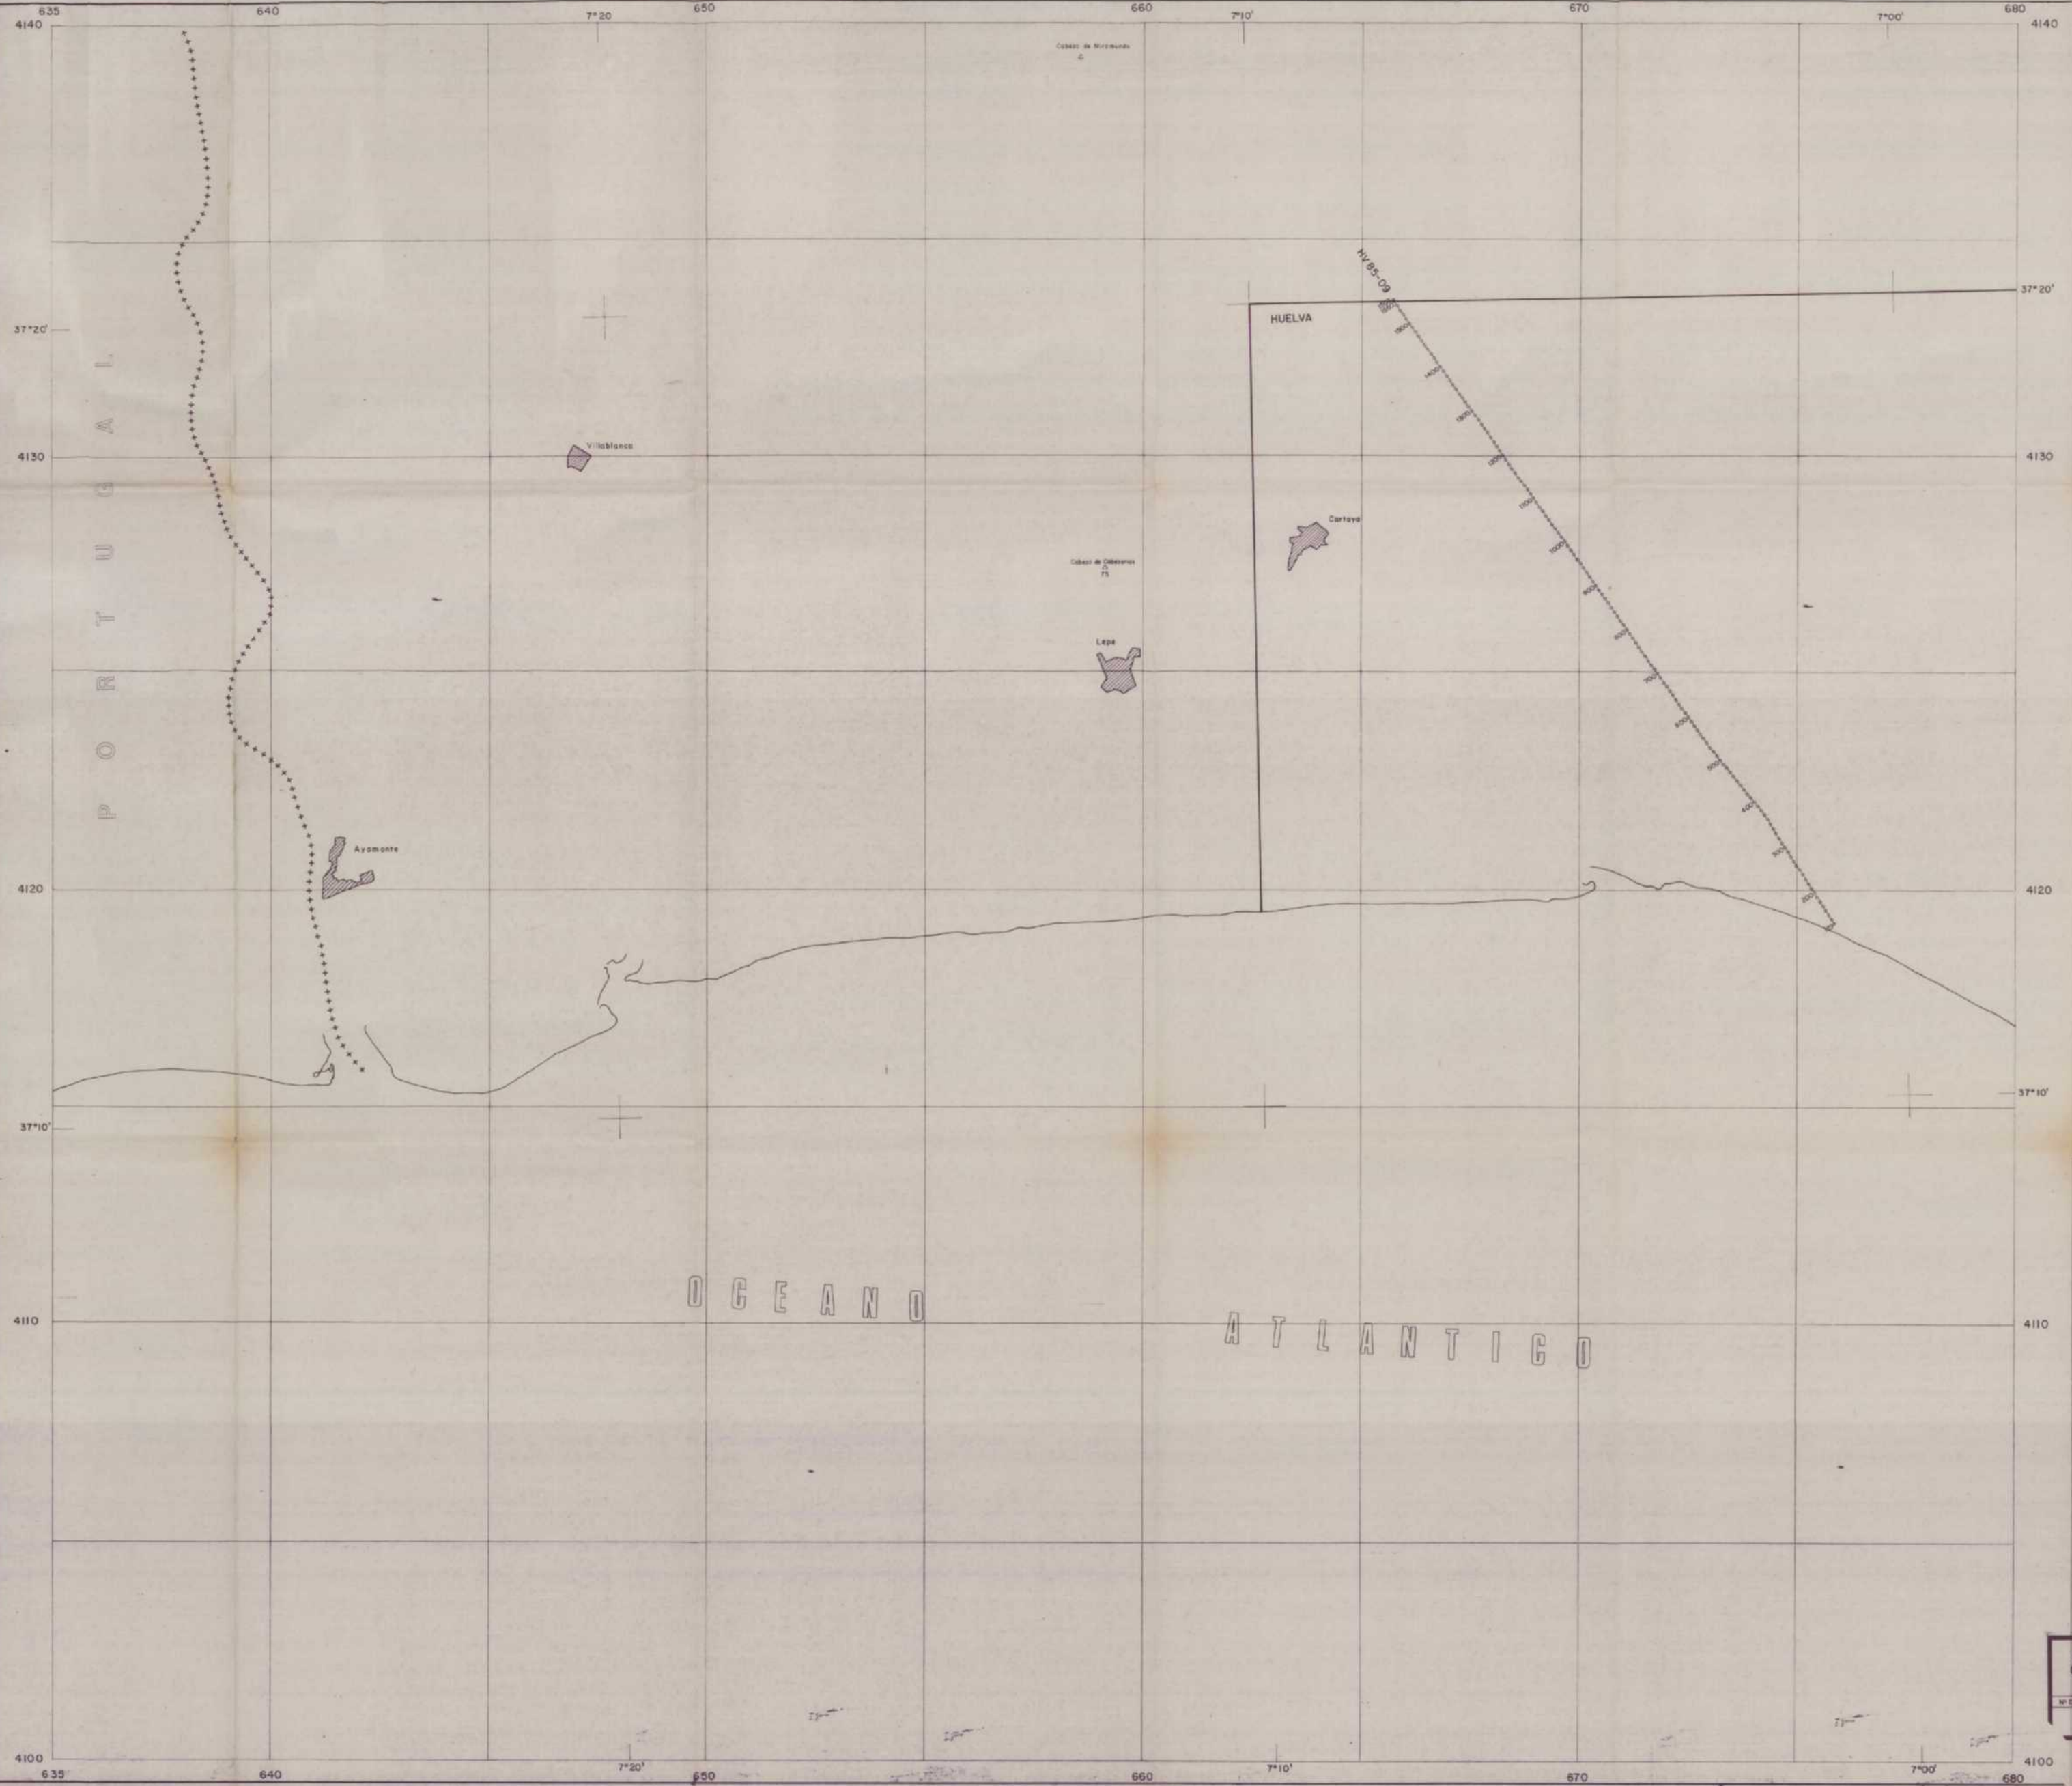 635 640 7°20 650 660 7°10' 670 7°00' 680
4140 4140
Cabezo de Miramundo
HV 85-09
37°20'
HUELVA
37°20'
PORTUGAL
Villablanca
4130 4130
Cartaya
Cabezo de
75
Lepe
Ayamonte
4120 4120
37°10'
37°10'
OCEANO
ATLANTICO
4110 4110
4100 4100
635 640 7°20' 650 660 7°10' 670 7°00' 680